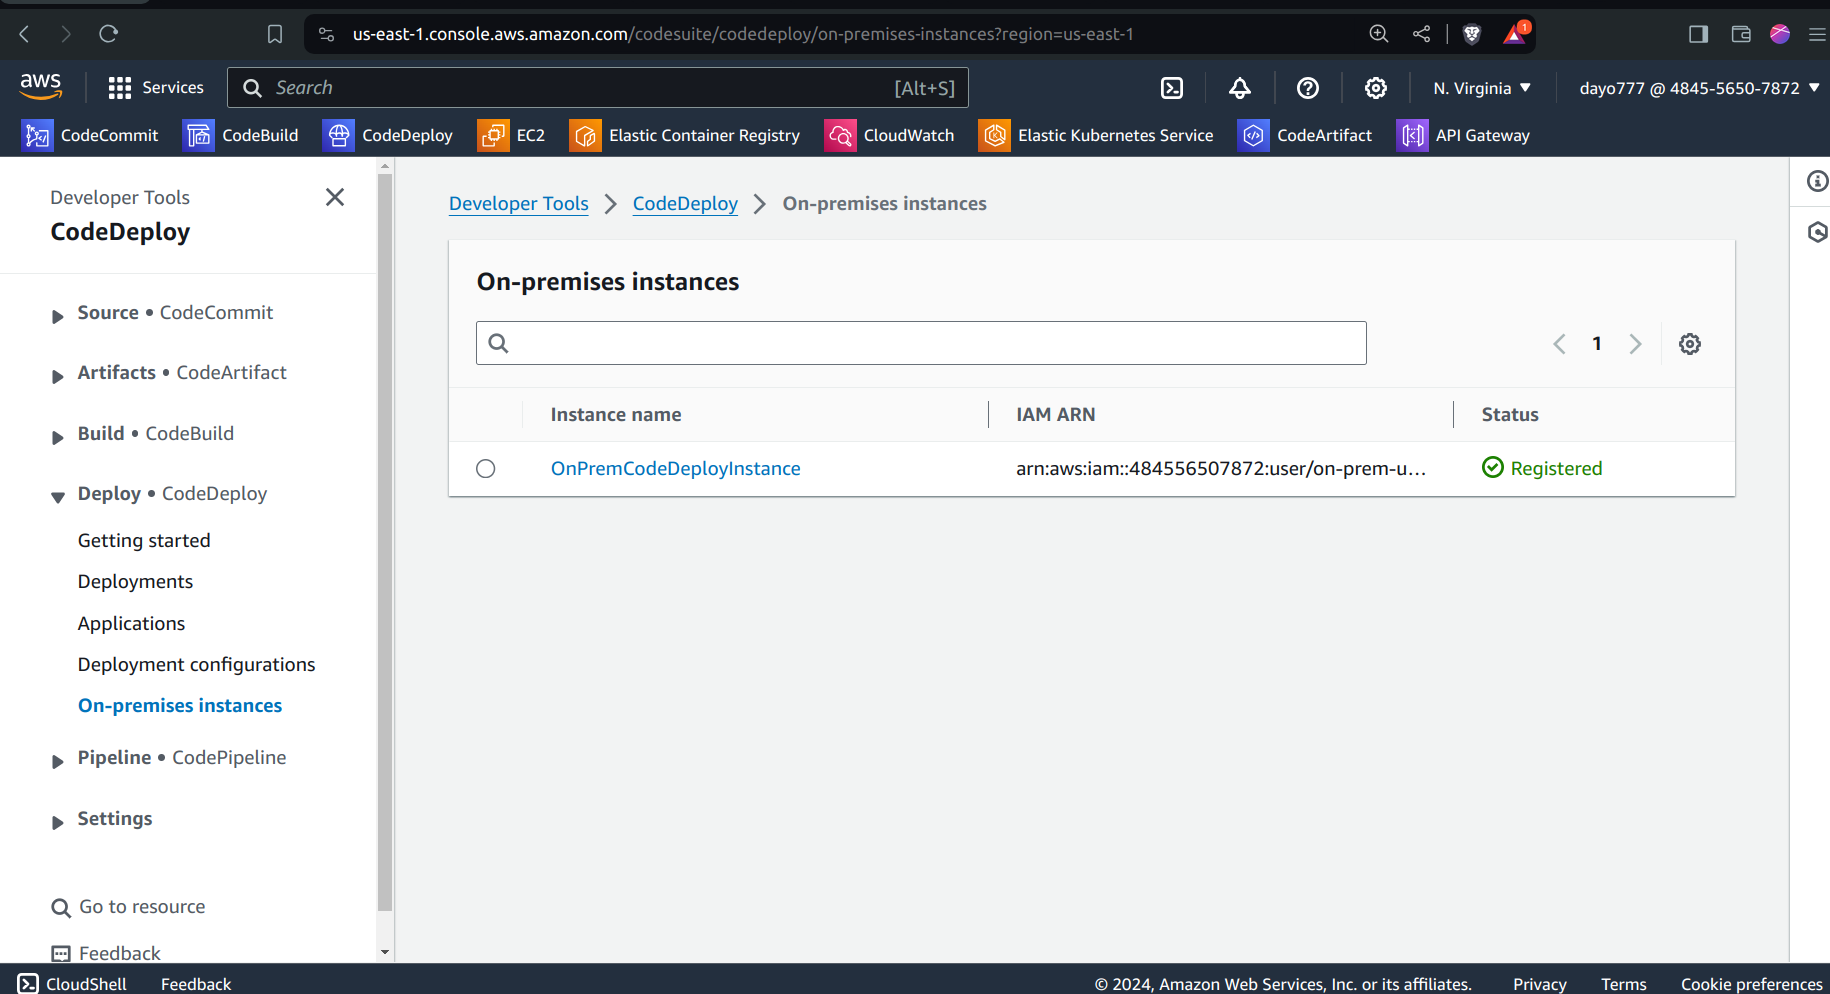 us-east-1.console.aws.amazon.com/codesuite/codedeploy/on-premises-instances?region=us-east-1
1
aws
Services
Search
[Alt+S]
N. Virginia
dayo777 @ 4845-5650-7872
CodeCommit
CodeBuild
CodeDeploy
EC2
Elastic Container Registry
CloudWatch
Elastic Kubernetes Service
CodeArtifact
API Gateway
Developer Tools
CodeDeploy
Source • CodeCommit
Artifacts • CodeArtifact
Build • CodeBuild
Deploy • CodeDeploy
Getting started
Deployments
Applications
Deployment configurations
On-premises instances
Pipeline • CodePipeline
Settings
Go to resource
Feedback
Developer Tools
CodeDeploy
On-premises instances
On-premises instances
1
Instance name
IAM ARN
Status
OnPremCodeDeployInstance
arn:aws:iam::484556507872:user/on-prem-u...
Registered
CloudShell
Feedback
© 2024, Amazon Web Services, Inc. or its affiliates.
Privacy
Terms
Cookie preferences